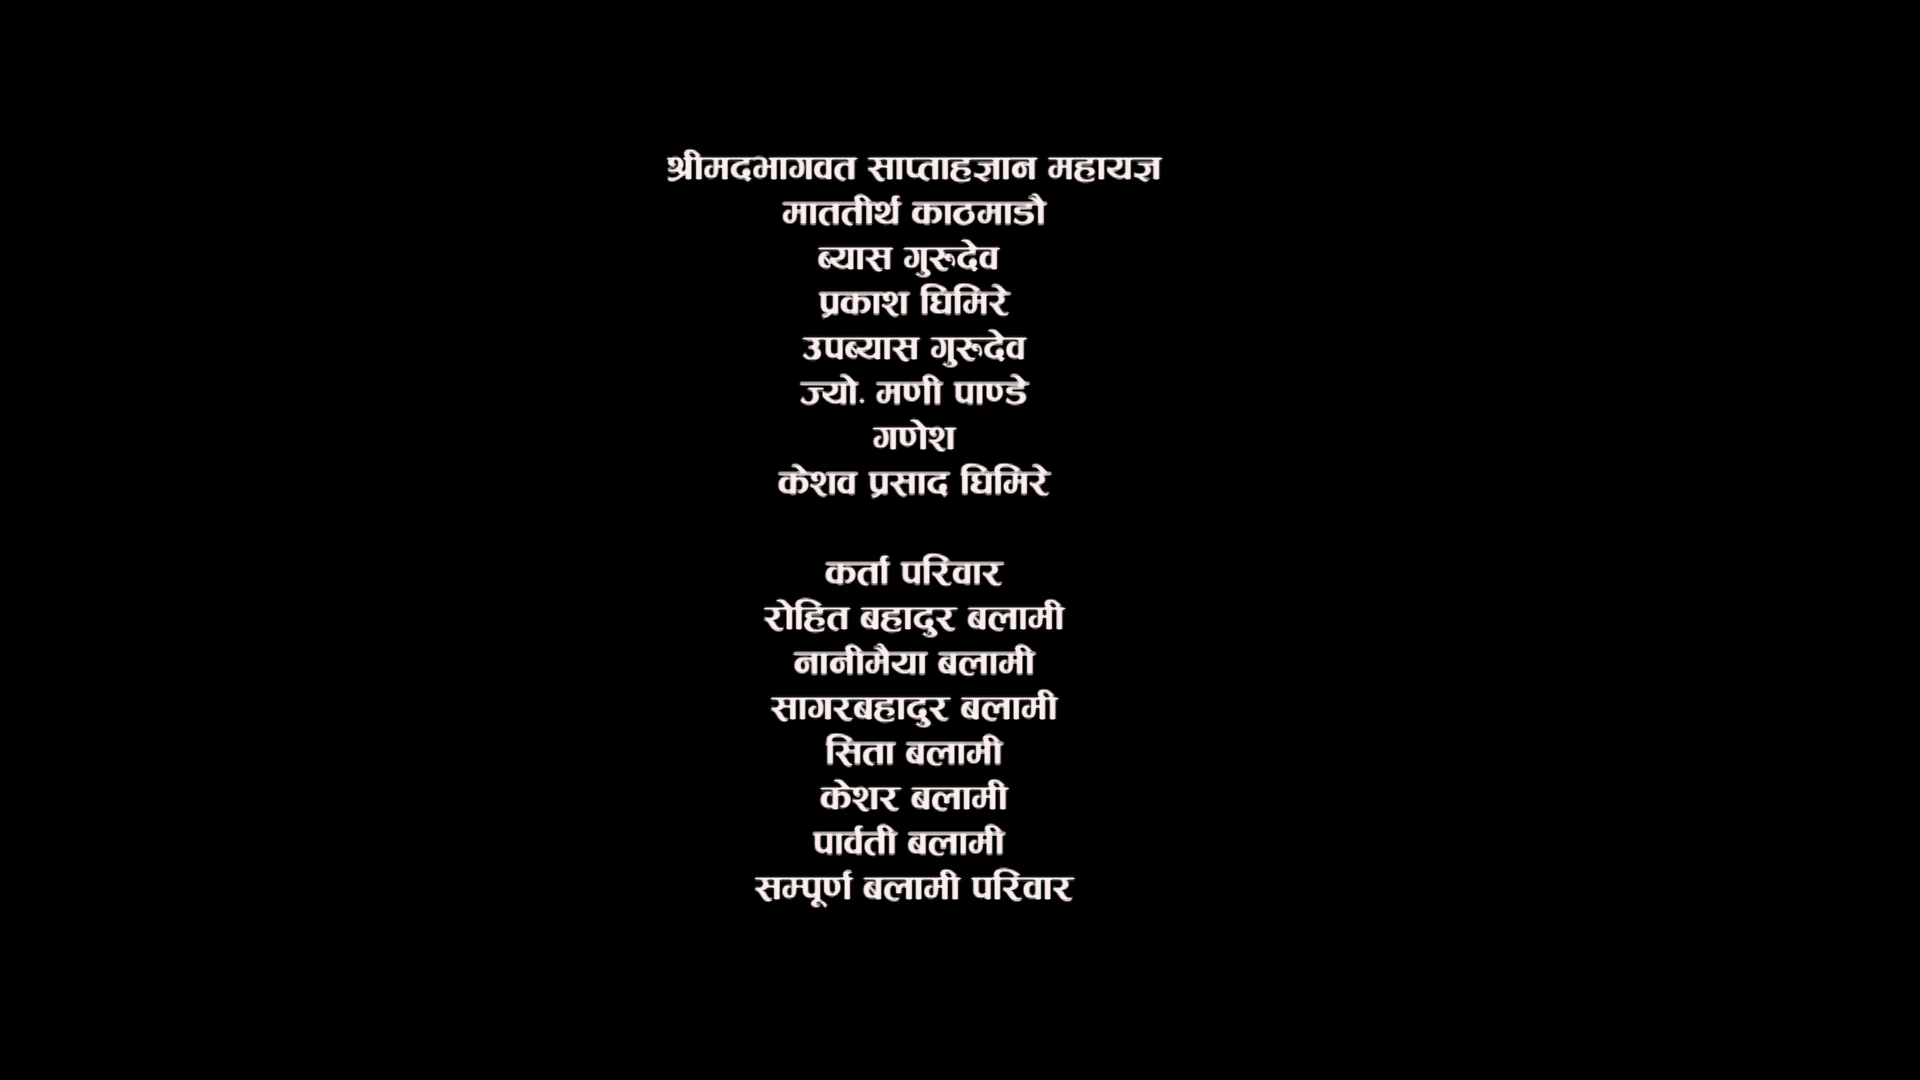 श्रीमदभागवत साप्ताहज्ञान महायज्ञ
माततीर्थ काठमाडौ
ब्यास गुरुदेव
प्रकाश घिमिरे
उपब्यास गुरुदेव
ज्यो. मणी पाण्डे
गणेश
केशव प्रसाद घिमिरे
कर्ता परिवार
रोहित बहादुर बलामी
नानीमैया बलामी
सागरबहादुर बलामी
सिता बलामी
केशर बलामी
पार्वती बलामी
सम्पूर्ण बलामी परिवार